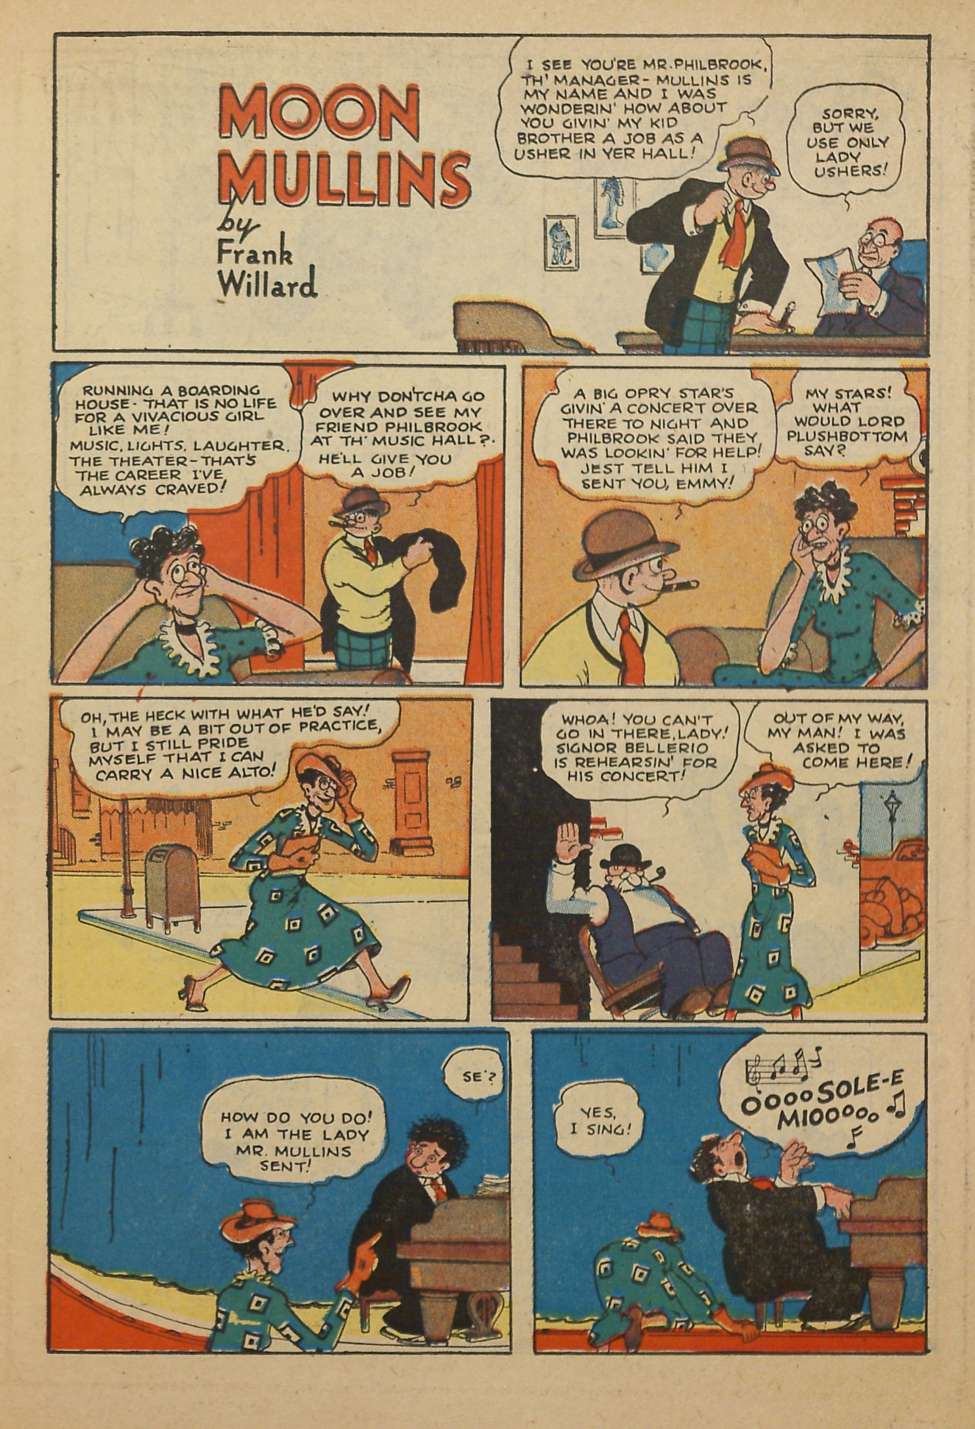 MOON
MULLINS
by
Frank
Willard
I SEE YOU'RE MR. PHILBROOK,
TH' MANAGER - MULLINS IS
MY NAME AND I WAS
WONDERIN' HOW ABOUT
YOU GIVIN' MY KID
BROTHER A JOB AS A
USHER IN YER HALL!
SORRY,
BUT WE
USE ONLY
LADY
USHERS!
RUNNING A BOARDING
HOUSE - THAT IS NO LIFE
FOR A VIVACIOUS GIRL
LIKE ME!
MUSIC, LIGHTS, LAUGHTER.
THE THEATER - THAT'S
THE CAREER I'VE
ALWAYS CRAVED!
WHY DON'TCHA GO
OVER AND SEE MY
FRIEND PHILBROOK
AT TH' MUSIC HALL?
HE'LL GIVE YOU
A JOB!
A BIG OPRY STAR'S
GIVIN' A CONCERT OVER
THERE TO NIGHT AND
PHILBROOK SAID THEY
WAS LOOKIN' FOR HELP!
JEST TELL HIM I
SENT YOU, EMMY!
MY STARS!
WHAT
WOULD LORD
PLUSHBOTTOM
SAY?
OH, THE HECK WITH WHAT HE'D SAY!
I MAY BE A BIT OUT OF PRACTICE,
BUT I STILL PRIDE
MYSELF THAT I CAN
CARRY A NICE ALTO!
WHOA! YOU CAN'T
GO IN THERE, LADY!
SIGNOR BELLERIO
IS REHEARSIN' FOR
HIS CONCERT!
OUT OF MY WAY,
MY MAN! I WAS
ASKED TO
COME HERE!
HOW DO YOU DO!
I AM THE LADY
MR. MULLINS
SENT!
SE'?
YES,
I SING!
OOOO SOLE-E
MIOOOOO